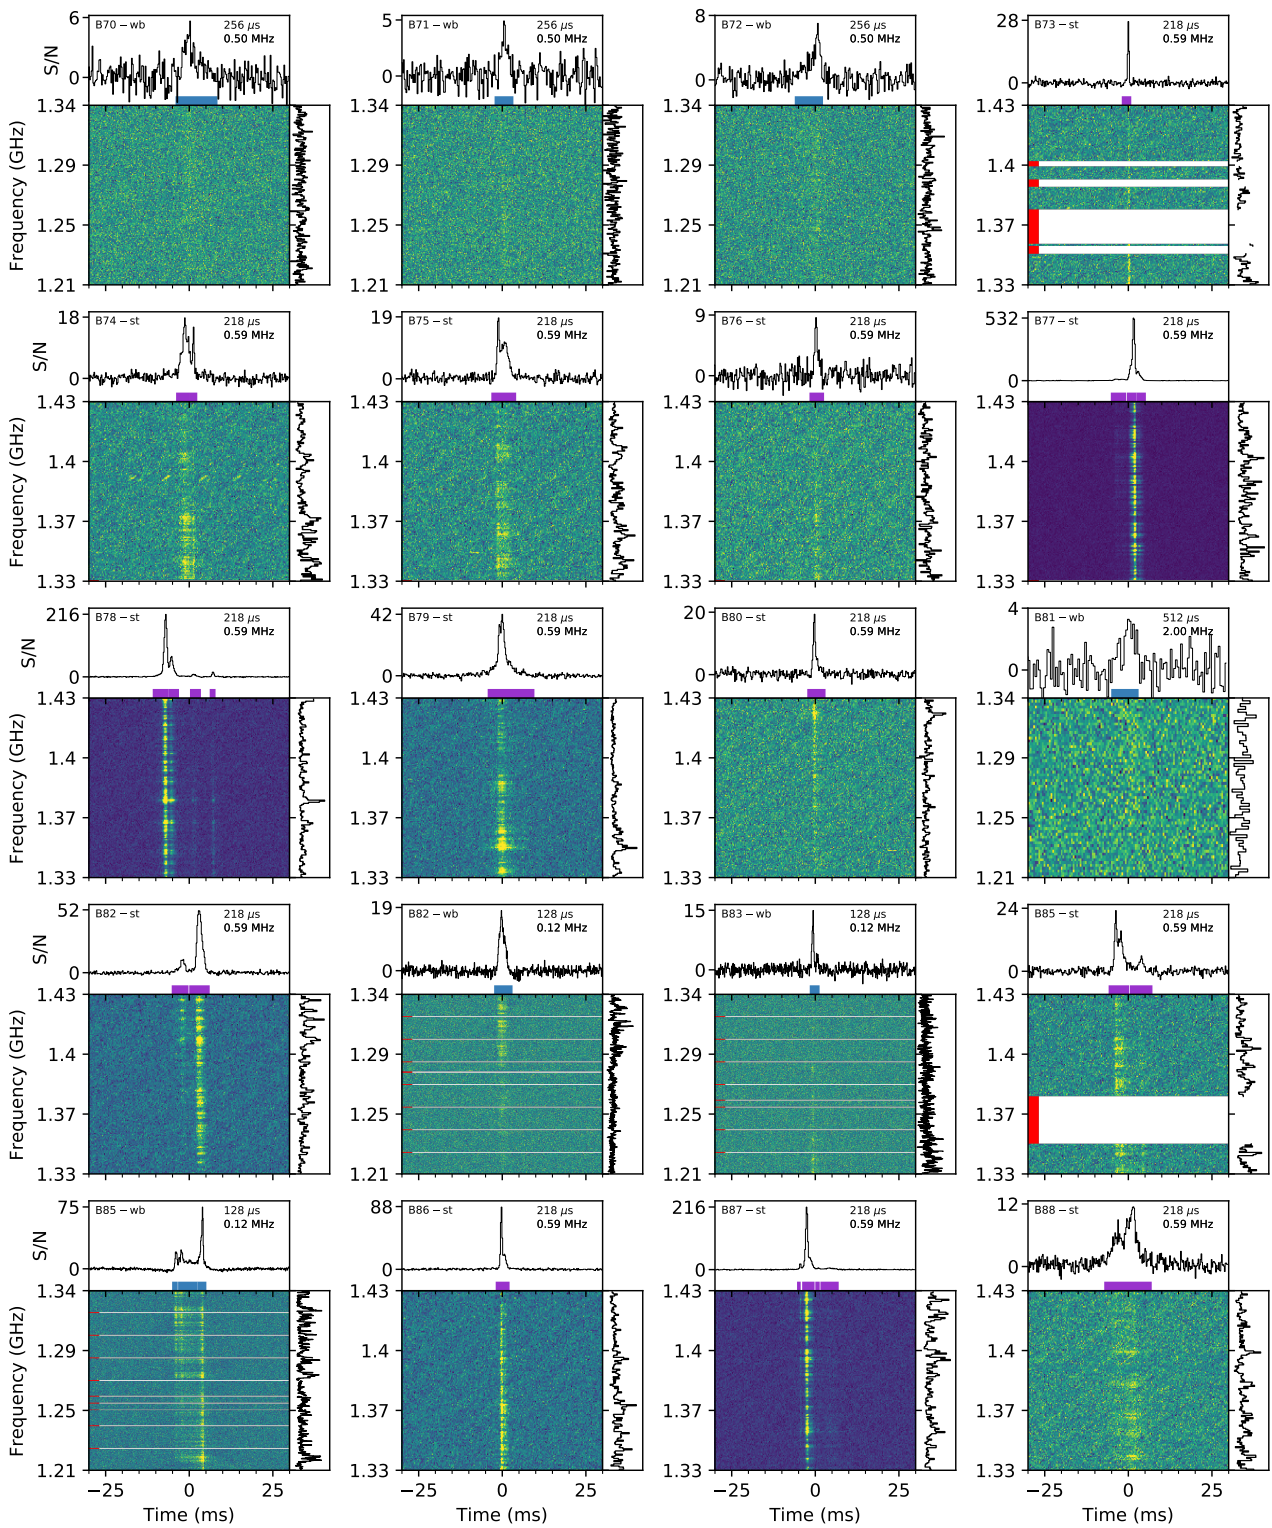 B70 − wb 256 μs
0.50 MHz
B71 − wb 256 μs
0.50 MHz
B72 − wb 256 μs
0.50 MHz
B73 − st 218 μs
0.59 MHz
6
0
S/N
5
0
8
0
28
0
1.34
1.29
1.25
1.21
Frequency (GHz)
1.34
1.29
1.25
1.21
1.34
1.29
1.25
1.21
1.43
1.4
1.37
1.33
B74 − st 218 μs
0.59 MHz
B75 − st 218 μs
0.59 MHz
B76 − st 218 μs
0.59 MHz
B77 − st 218 μs
0.59 MHz
18
0
S/N
19
0
9
0
532
0
1.43
1.4
1.37
1.33
Frequency (GHz)
1.43
1.4
1.37
1.33
1.43
1.4
1.37
1.33
1.43
1.4
1.37
1.33
B78 − st 218 μs
0.59 MHz
B79 − st 218 μs
0.59 MHz
B80 − st 218 μs
0.59 MHz
B81 − wb 512 μs
2.00 MHz
216
0
S/N
42
0
20
0
4
0
1.43
1.4
1.37
1.33
Frequency (GHz)
1.43
1.4
1.37
1.33
1.43
1.4
1.37
1.33
1.34
1.29
1.25
1.21
B82 − st 218 μs
0.59 MHz
B82 − wb 128 μs
0.12 MHz
B83 − wb 128 μs
0.12 MHz
B85 − st 218 μs
0.59 MHz
52
0
S/N
19
0
15
0
24
0
1.43
1.4
1.37
1.33
Frequency (GHz)
1.34
1.29
1.25
1.21
1.34
1.29
1.25
1.21
1.43
1.4
1.37
1.33
B85 − wb 128 μs
0.12 MHz
B86 − st 218 μs
0.59 MHz
B87 − st 218 μs
0.59 MHz
B88 − st 218 μs
0.59 MHz
75
0
S/N
88
0
216
0
12
0
1.34
1.29
1.25
1.21
Frequency (GHz)
1.43
1.4
1.37
1.33
1.43
1.4
1.37
1.33
1.43
1.4
1.37
1.33
−25 0 25
−25 0 25
−25 0 25
−25 0 25
Time (ms)
Time (ms)
Time (ms)
Time (ms)